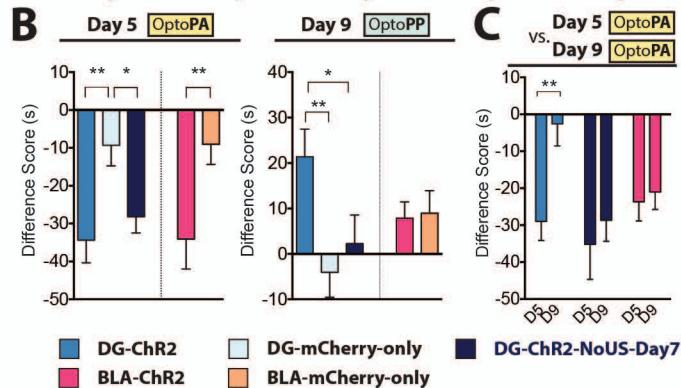 B
Day 5 OptoPA
Day 9 OptoPP
C
Day 5 OptoPA
vs.
Day 9 OptoPA
Difference Score (s)
10
0
-10
-20
-30
-40
-50
** * **
Difference Score (s)
40
30
20
10
0
-10
*
**
Difference Score (s)
10
0
-10
-20
-30
-40
-50
**
D5 D9 D5 D9 D5 D9
DG-ChR2 DG-mCherry-only DG-ChR2-NoUS-Day7
BLA-ChR2 BLA-mCherry-only